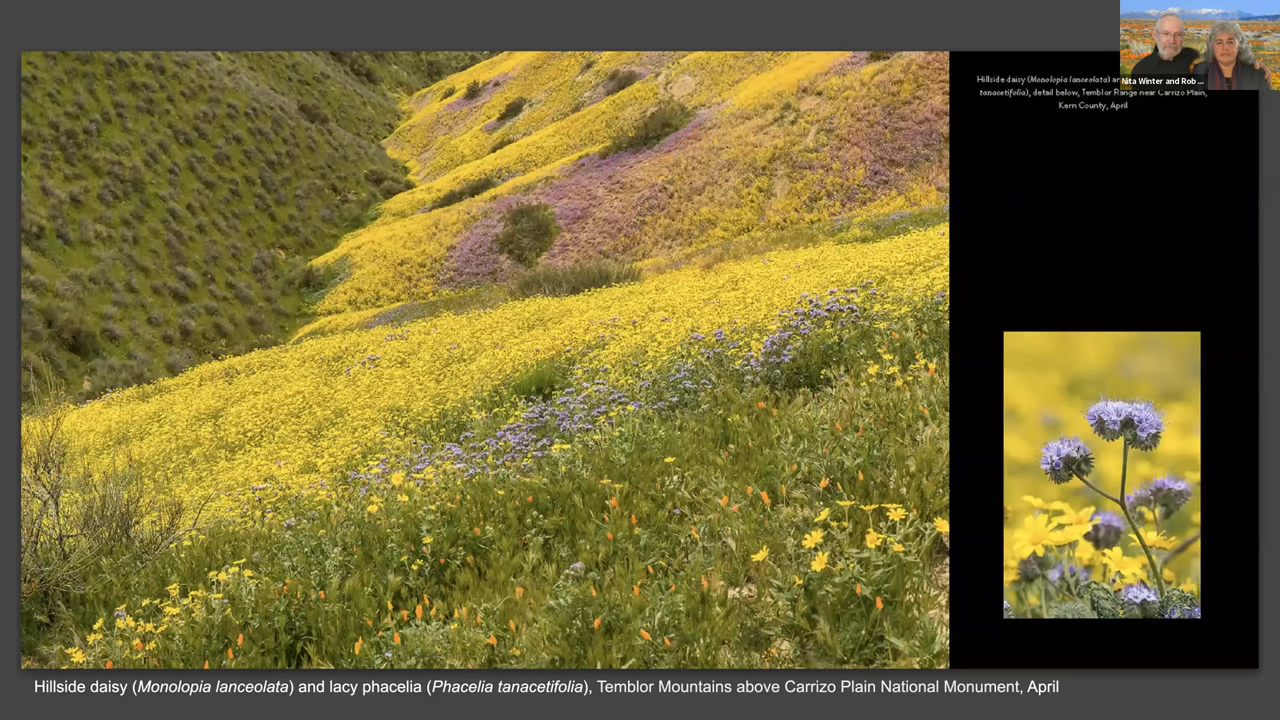 Hillside daisy (Monolopia lanceolata) an
Nita Winter and Rob ...
tanacetifolia), detail below, Temblor Range near Carrizo Plain,
Kern County, April
Hillside daisy (Monolopia lanceolata) and lacy phacelia (Phacelia tanacetifolia), Temblor Mountains above Carrizo Plain National Monument, April